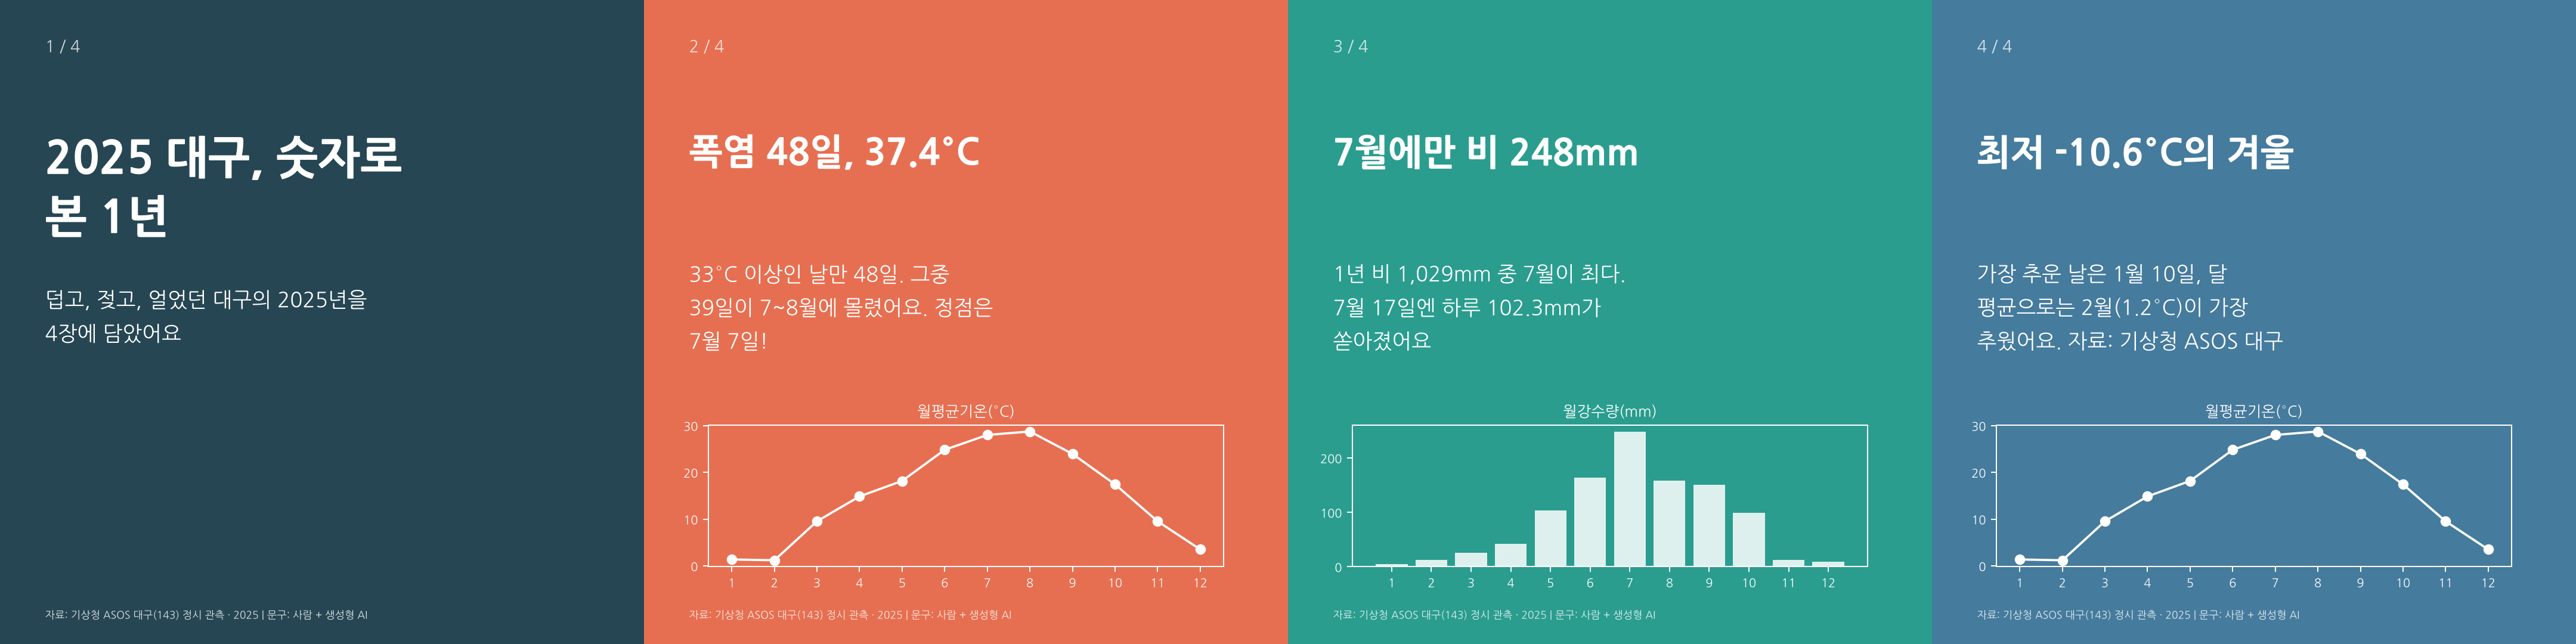 1 / 4
2025 대구, 숫자로
본 1년
덥고, 젖고, 얼었던 대구의 2025년을
4장에 담았어요
자료: 기상청 ASOS 대구(143) 정시 관측 · 2025 | 문구: 사람 + 생성형 AI
2 / 4
폭염 48일, 37.4°C
33°C 이상인 날만 48일. 그중
39일이 7~8월에 몰렸어요. 정점은
7월 7일!
월평균기온(°C)
30
20
10
0
1 2 3 4 5 6 7 8 9 10 11 12
자료: 기상청 ASOS 대구(143) 정시 관측 · 2025 | 문구: 사람 + 생성형 AI
3 / 4
7월에만 비 248mm
1년 비 1,029mm 중 7월이 최다.
7월 17일엔 하루 102.3mm가
쏟아졌어요
월강수량(mm)
200
100
0
1 2 3 4 5 6 7 8 9 10 11 12
자료: 기상청 ASOS 대구(143) 정시 관측 · 2025 | 문구: 사람 + 생성형 AI
4 / 4
최저 -10.6°C의 겨울
가장 추운 날은 1월 10일, 달
평균으로는 2월(1.2°C)이 가장
추웠어요. 자료: 기상청 ASOS 대구
월평균기온(°C)
30
20
10
0
1 2 3 4 5 6 7 8 9 10 11 12
자료: 기상청 ASOS 대구(143) 정시 관측 · 2025 | 문구: 사람 + 생성형 AI